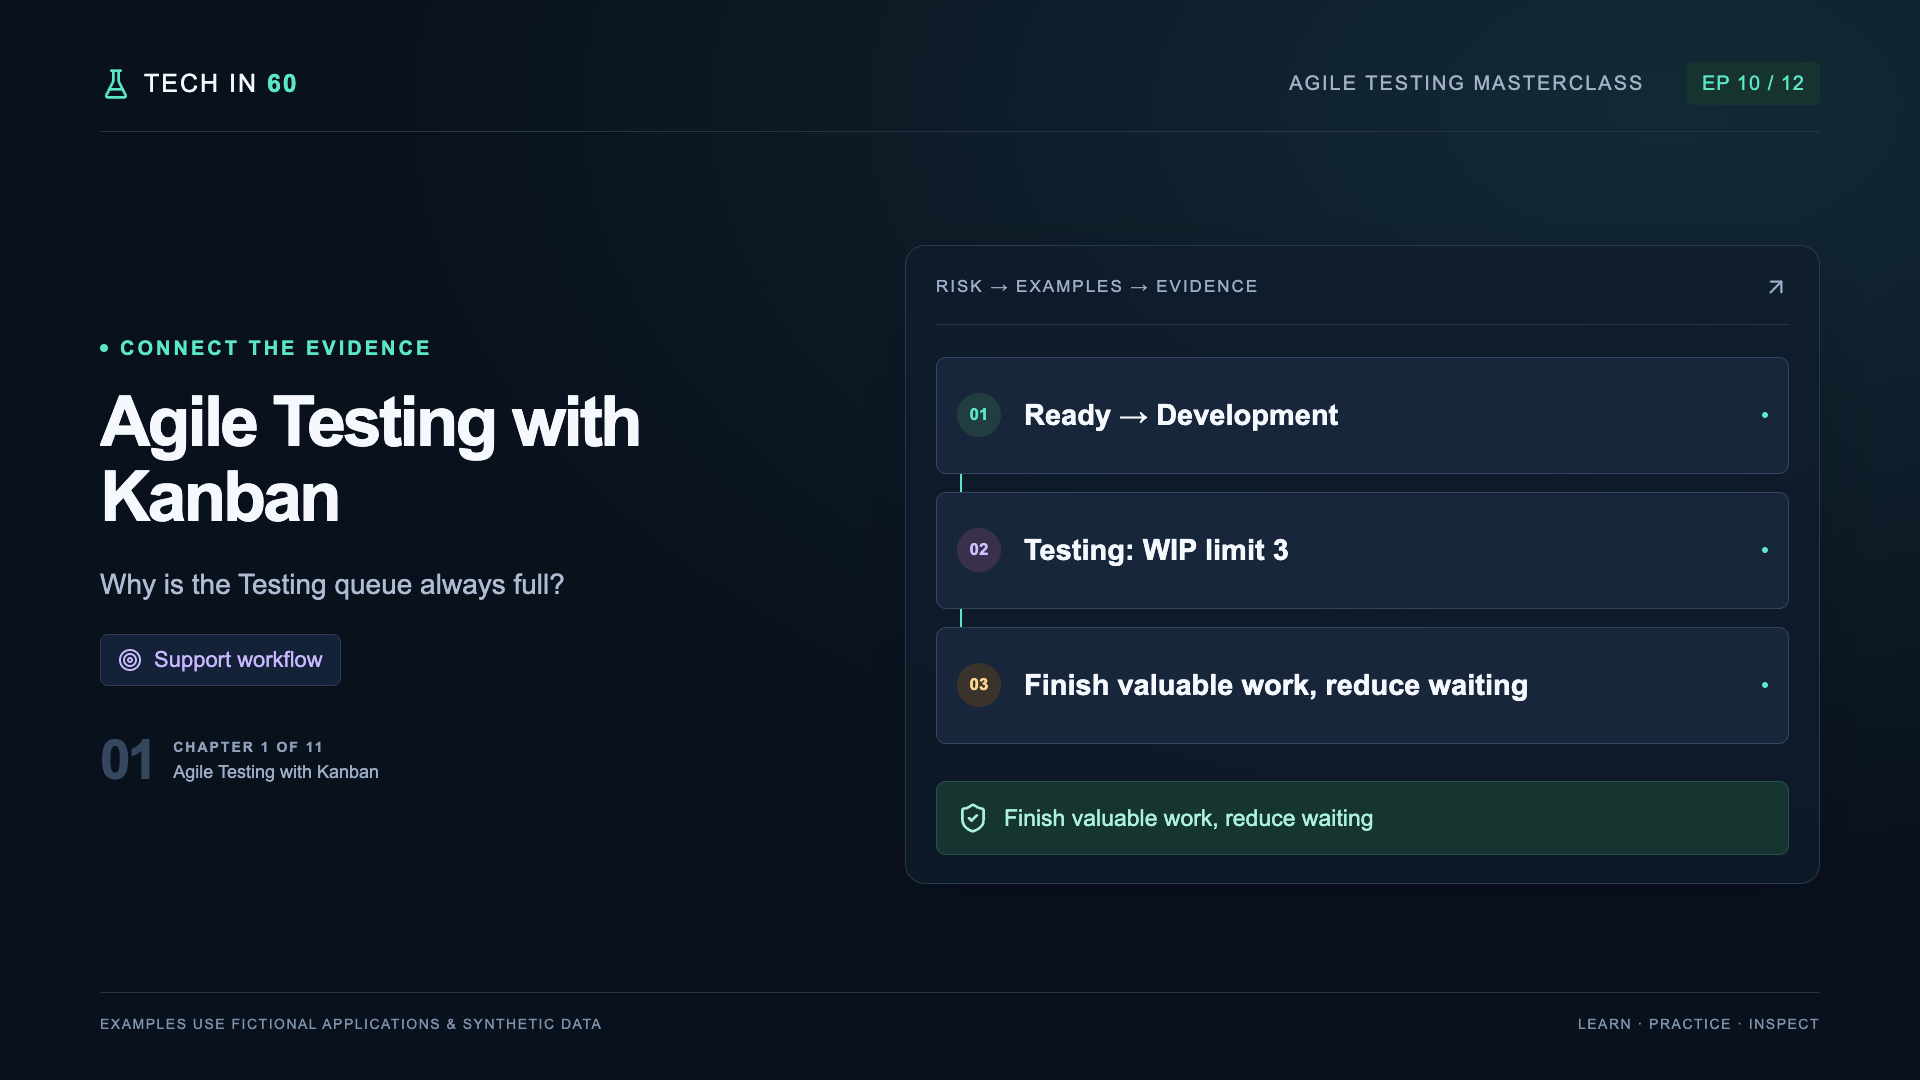 TECH IN 60
AGILE TESTING MASTERCLASS
EP 10 / 12
• CONNECT THE EVIDENCE
Agile Testing with
Kanban
Why is the Testing queue always full?
Support workflow
01
CHAPTER 1 OF 11
Agile Testing with Kanban
RISK → EXAMPLES → EVIDENCE
01 Ready → Development
02 Testing: WIP limit 3
03 Finish valuable work, reduce waiting
Finish valuable work, reduce waiting
EXAMPLES USE FICTIONAL APPLICATIONS & SYNTHETIC DATA
LEARN · PRACTICE · INSPECT